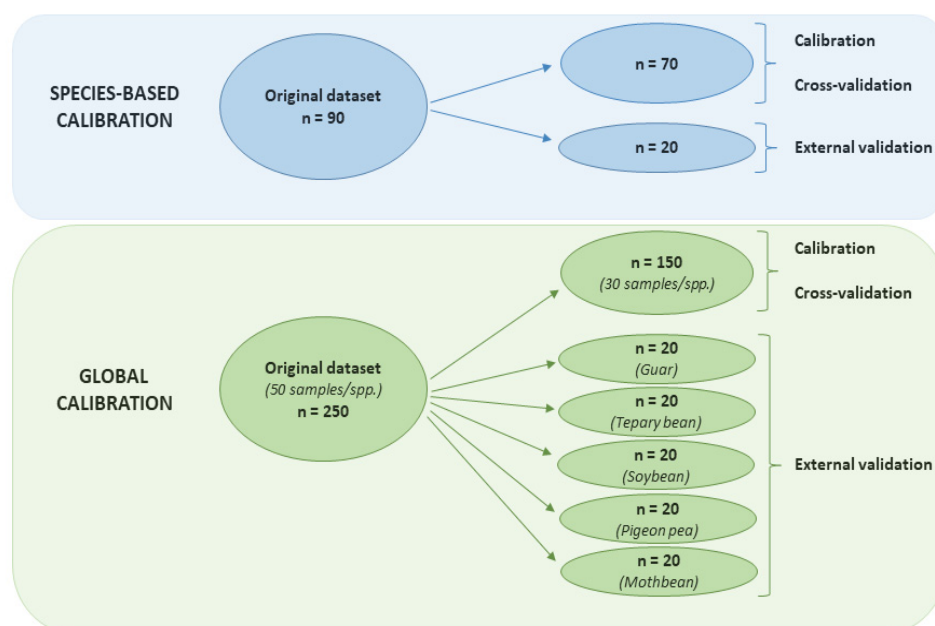 SPECIES-BASED
CALIBRATION
Original dataset
n = 90
n = 70
Calibration
Cross-validation
n = 20
External validation
GLOBAL
CALIBRATION
Original dataset
(50 samples/spp.)
n = 250
n = 150
(30 samples/spp.)
Calibration
Cross-validation
n = 20
(Guar)
n = 20
(Tepary bean)
n = 20
(Soybean)
n = 20
(Pigeon pea)
n = 20
(Mothbean)
External validation